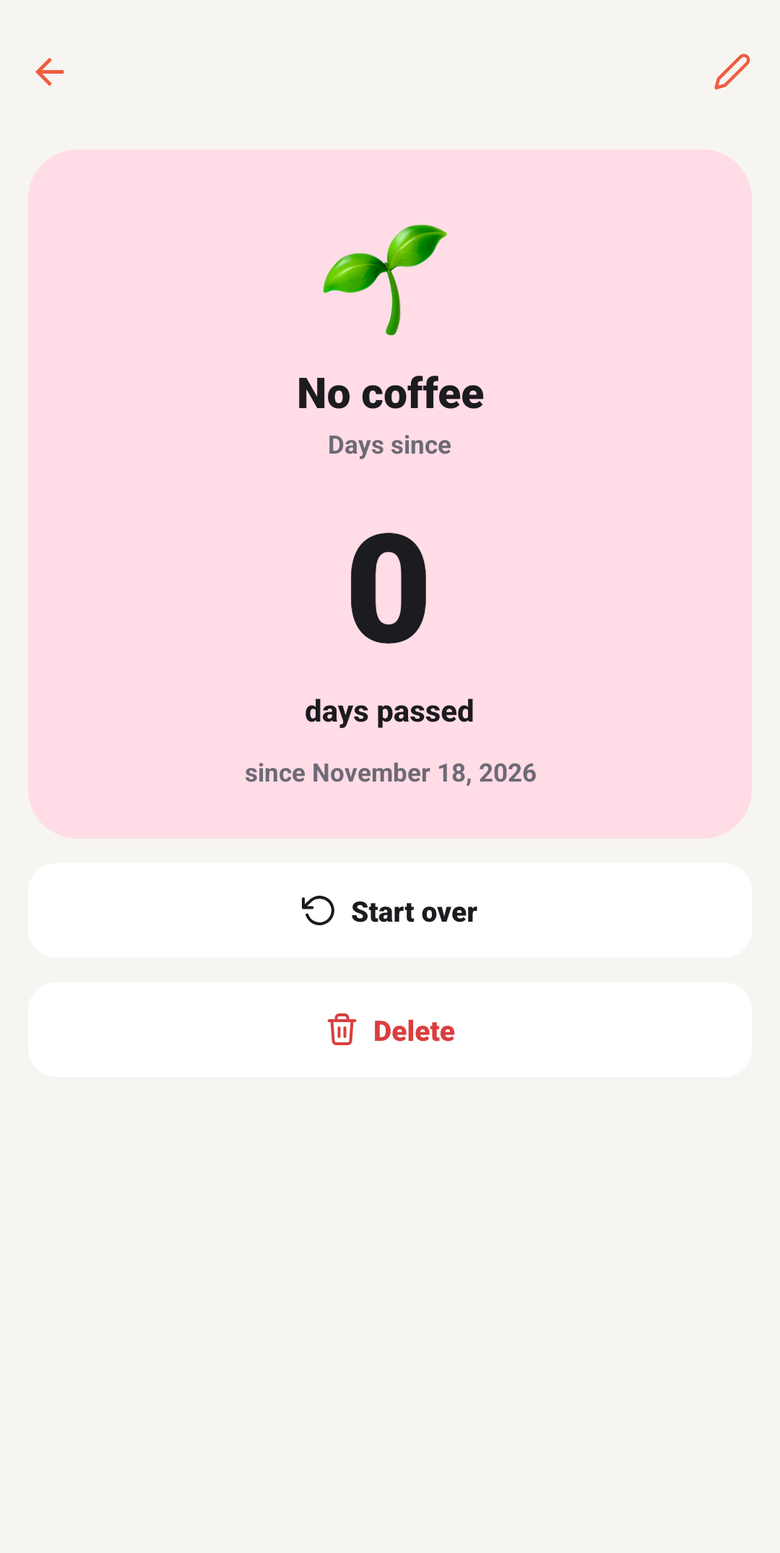 No coffee
Days since
0
days passed
since November 18, 2026
Start over
Delete